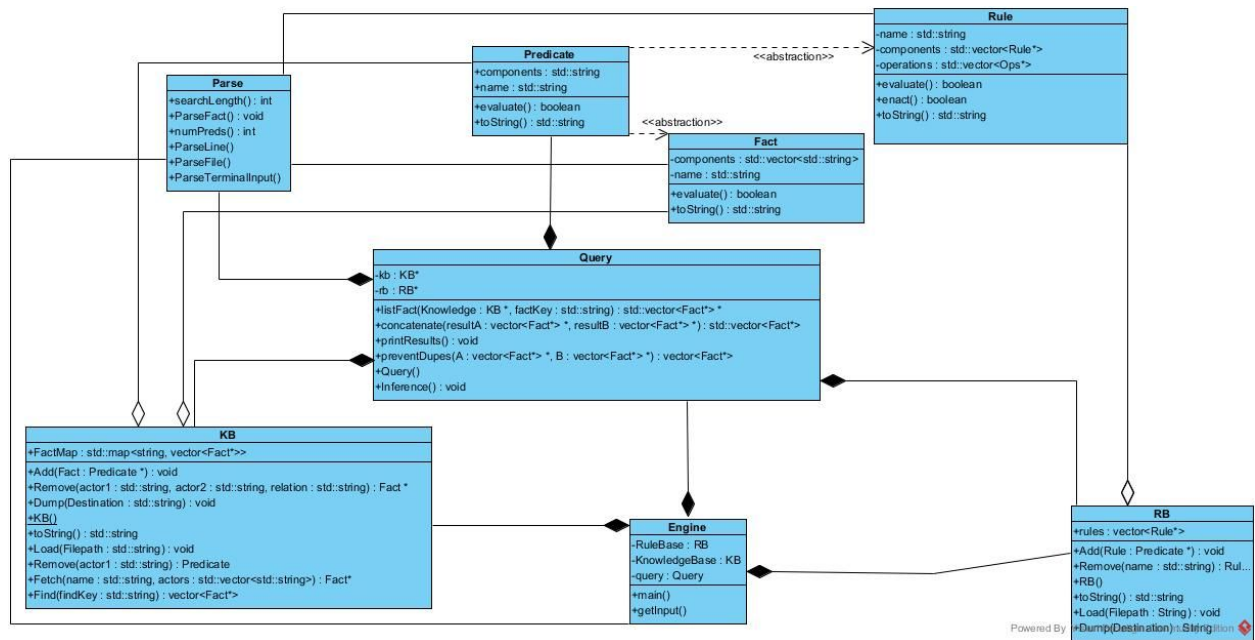 Rule
-name : std::string
-components : std::vector<Rule*>
-operations : std::vector<Ops*>
+evaluate() : boolean
+enact() : boolean
+toString() : std::string
Predicate
+components : std::string
+name : std::string
+evaluate() : boolean
+toString() : std::string
<<abstraction>>
<<abstraction>>
Parse
+searchLength() : int
+ParseFact() : void
+numPreds() : int
+ParseLine()
+ParseFile()
+ParseTerminalInput()
Fact
-components : std::vector<std::string>
-name : std::string
+evaluate() : boolean
+toString() : std::string
Query
-kb : KB*
-rb : RB*
+listFact(Knowledge : KB *, factKey : std::string) : std::vector<Fact*> *
+concatenate(resultA : vector<Fact*> *, resultB : vector<Fact*> *) : std::vector<Fact*>
+printResults() : void
+preventDupes(A : vector<Fact*> *, B : vector<Fact*> *) : vector<Fact*>
+Query()
+Inference() : void
KB
+FactMap : std::map<string, vector<Fact*>>
+Add(Fact : Predicate *) : void
+Remove(actor1 : std::string, actor2 : std::string, relation : std::string) : Fact *
+Dump(Destination : std::string) : void
+KB()
+toString() : std::string
+Load(Filepath : std::string) : void
+Remove(actor1 : std::string) : Predicate
+Fetch(name : std::string, actors : std::vector<std::string>) : Fact*
+Find(findKey : std::string) : vector<Fact*>
Engine
-RuleBase : RB
-KnowledgeBase : KB
-query : Query
+main()
+getInput()
RB
+rules : vector<Rule*>
+Add(Rule : Predicate *) : void
+Remove(name : std::string) : Rul...
+RB()
+toString() : std::string
+Load(Filepath : String) : void
+Dump(Destination) : String
Powered By